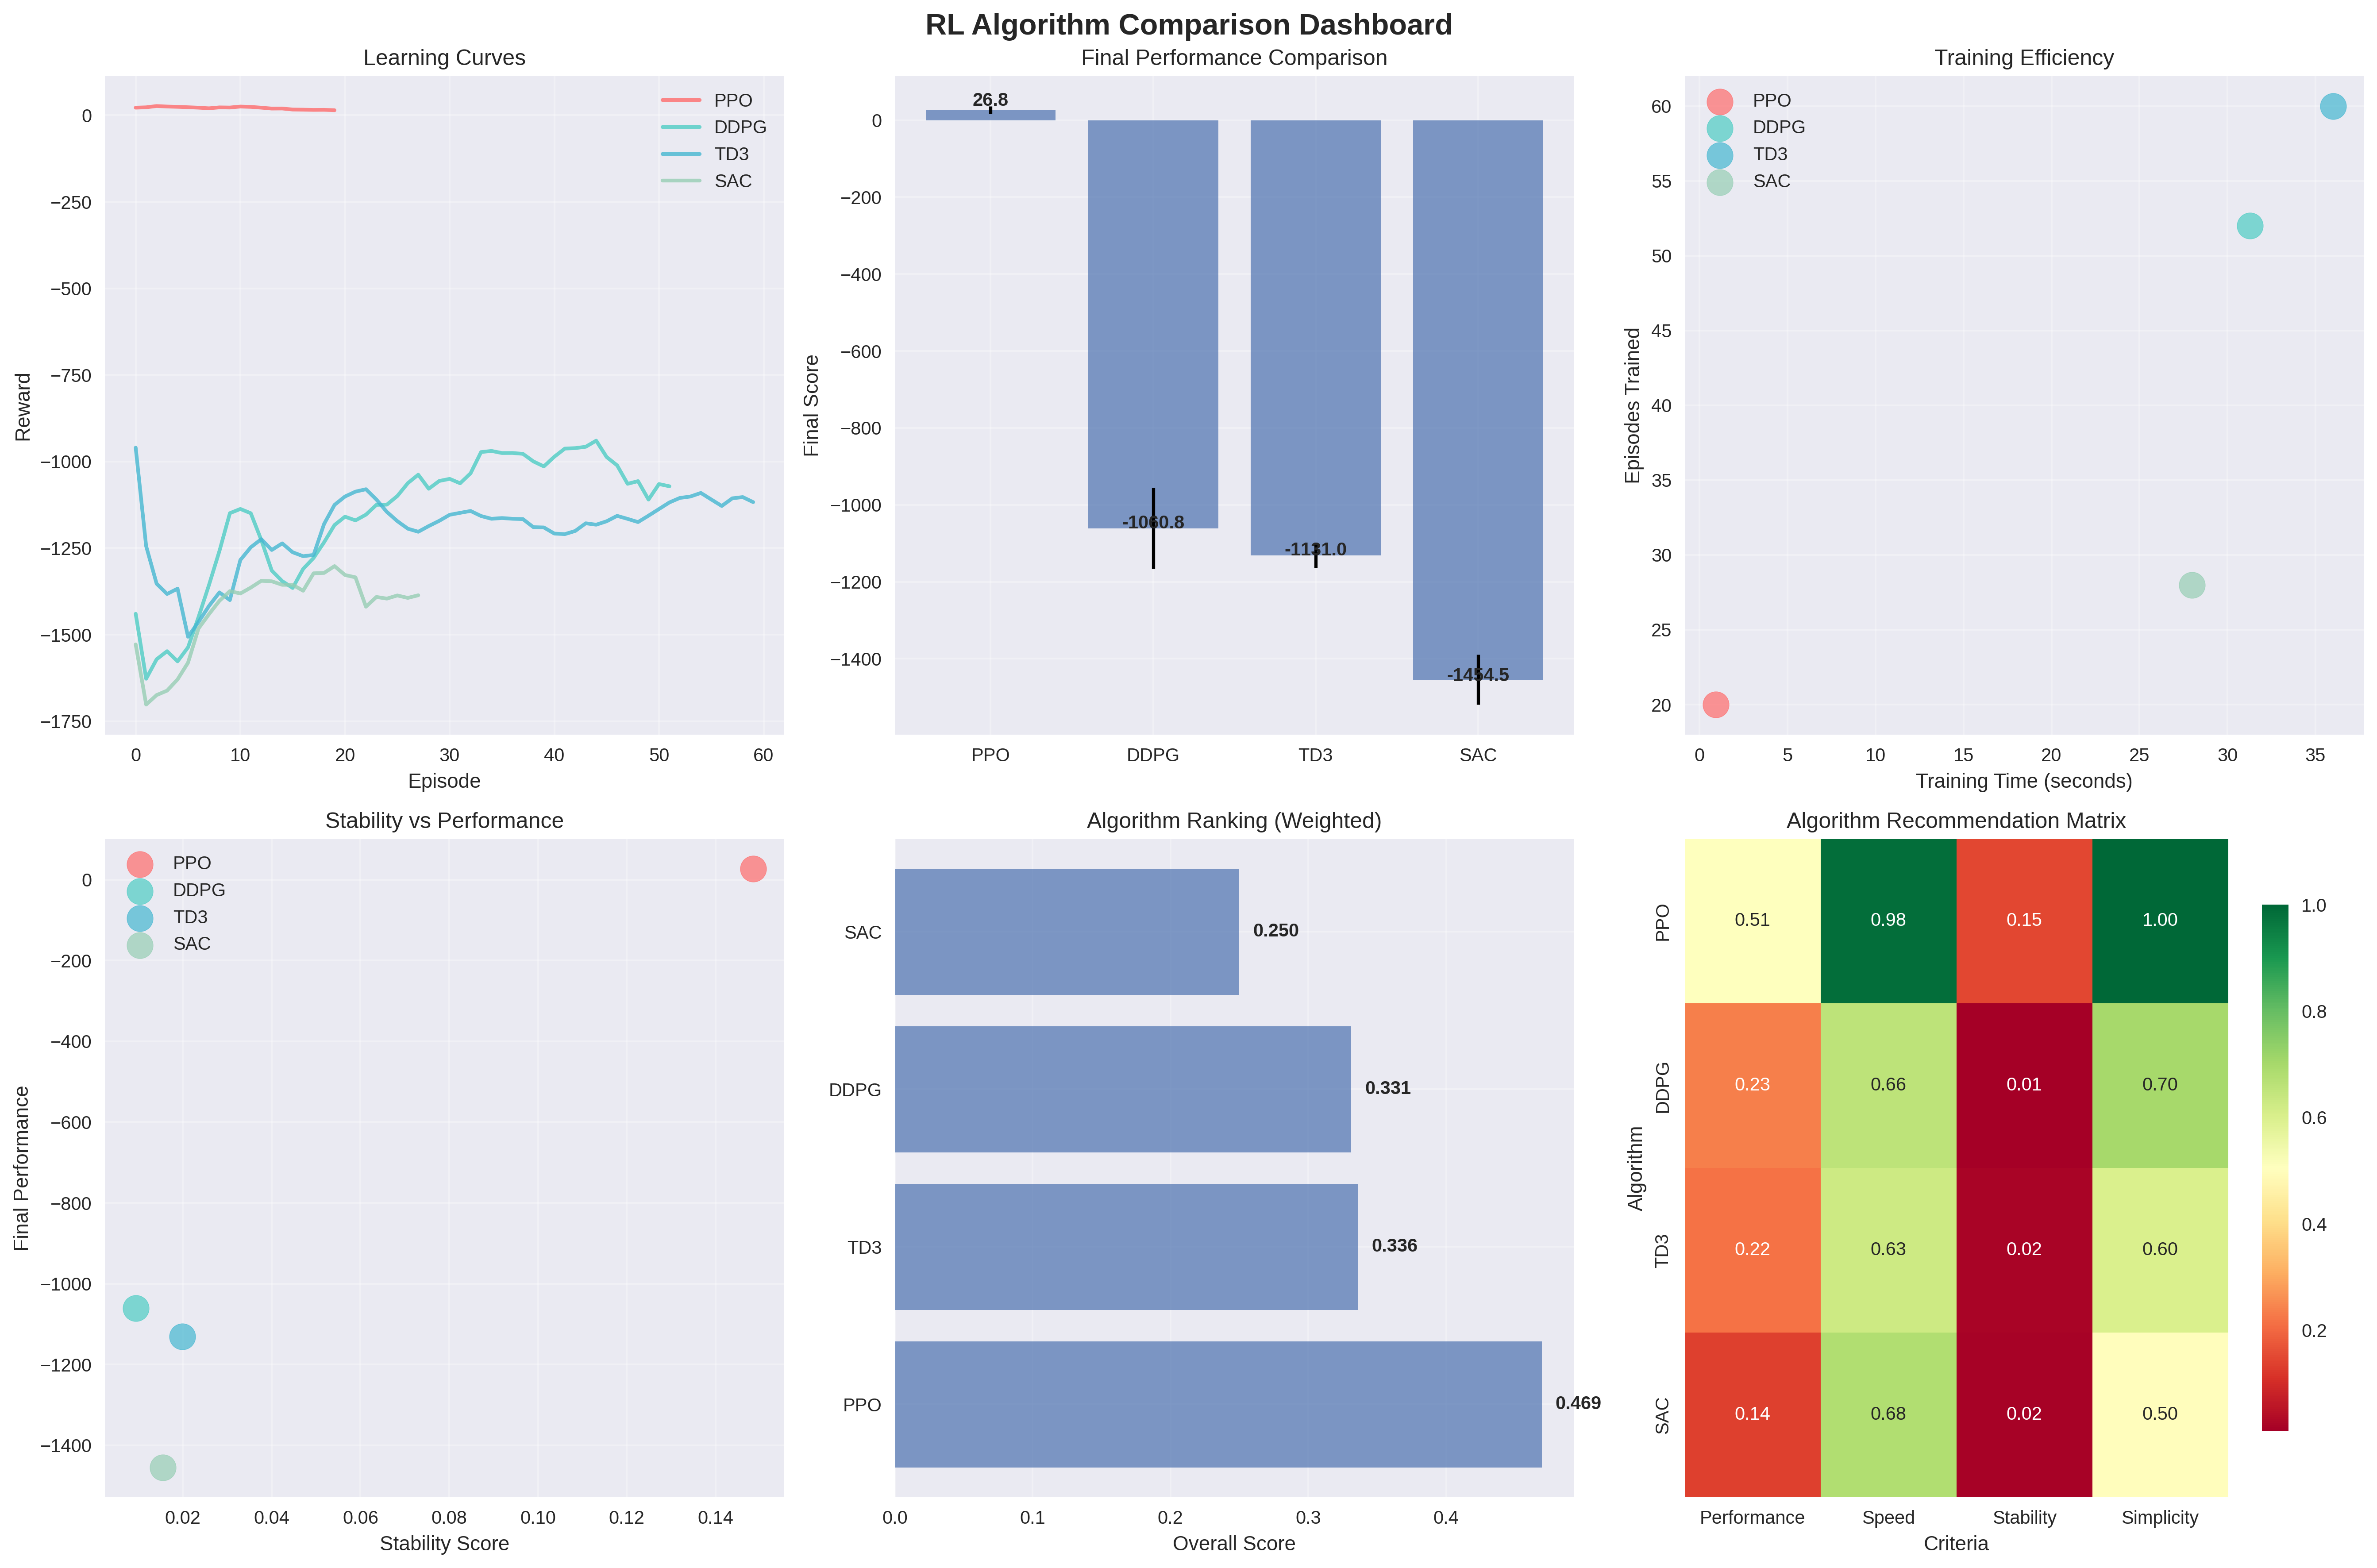 RL Algorithm Comparison Dashboard
Learning Curves
PPO
DDPG
TD3
SAC
0
−250
−500
−750
−1000
−1250
−1500
−1750
Reward
0 10 20 30 40 50 60
Episode
Final Performance Comparison
26.8
-1060.8
-1131.0
-1454.5
0
−200
−400
−600
−800
−1000
−1200
−1400
Final Score
PPO DDPG TD3 SAC
Training Efficiency
PPO
DDPG
TD3
SAC
60
55
50
45
40
35
30
25
20
Episodes Trained
0 5 10 15 20 25 30 35
Training Time (seconds)
Stability vs Performance
PPO
DDPG
TD3
SAC
0
−200
−400
−600
−800
−1000
−1200
−1400
Final Performance
0.02 0.04 0.06 0.08 0.10 0.12 0.14
Stability Score
Algorithm Ranking (Weighted)
SAC 0.250
DDPG 0.331
TD3 0.336
PPO 0.469
0.0 0.1 0.2 0.3 0.4
Overall Score
Algorithm Recommendation Matrix
Algorithm
PPO 0.51 0.98 0.15 1.00
DDPG 0.23 0.66 0.01 0.70
TD3 0.22 0.63 0.02 0.60
SAC 0.14 0.68 0.02 0.50
Performance Speed Stability Simplicity
Criteria
1.0
0.8
0.6
0.4
0.2